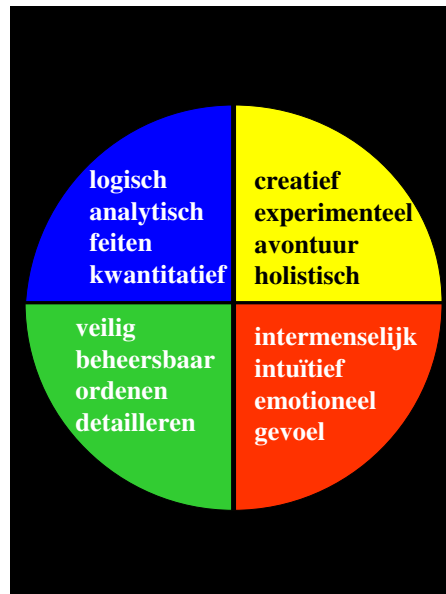 logisch
analytisch
feiten
kwantitatief
creatief
experimenteel
avontuur
holistisch
veilig
beheersbaar
ordenen
detailleren
intermenselijk
intuïtief
emotioneel
gevoel